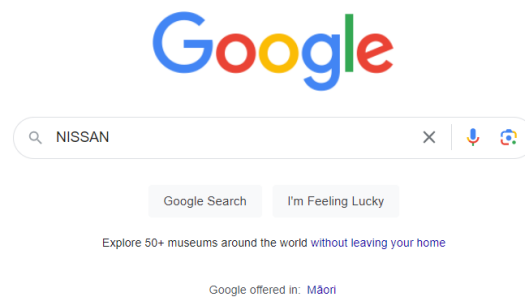 Google
NISSAN
Google Search I'm Feeling Lucky
Explore 50+ museums around the world without leaving your home
Google offered in: Māori